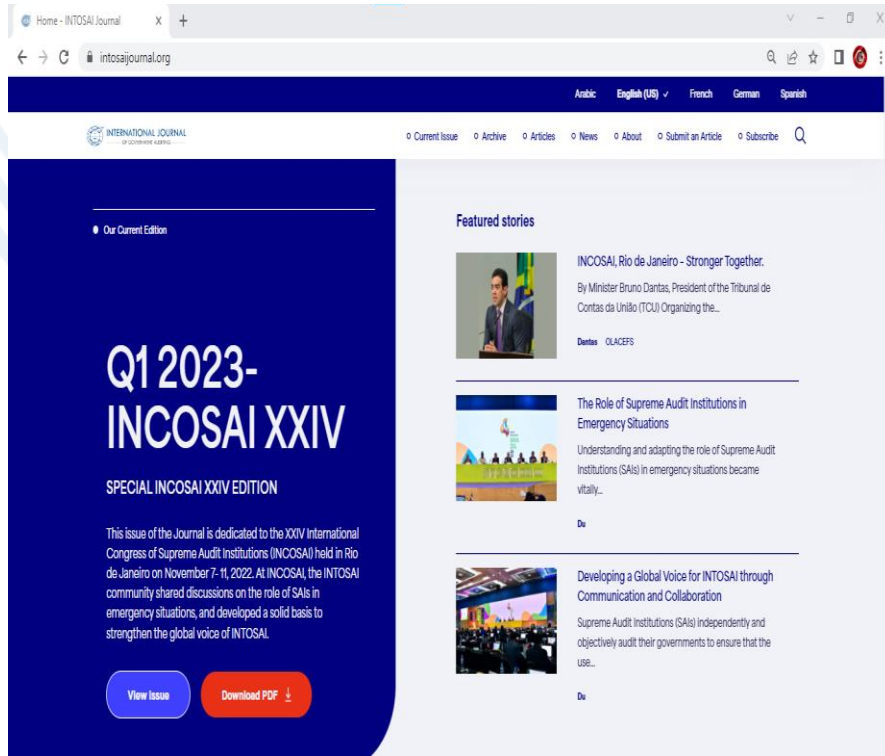 Home - INTOSAI Journal
intosaijournal.org
Arabic English (US) French German Spanish
INTERNATIONAL JOURNAL
OF GOVERNMENT AUDITING
Current Issue Archive Articles News About Submit an Article Subscribe
Our Current Edition
Q1 2023-
INCOSAI XXIV
SPECIAL INCOSAI XXIV EDITION
This issue of the Journal is dedicated to the XXIV International
Congress of Supreme Audit Institutions (INCOSAI) held in Rio
de Janeiro on November 7- 11, 2022. At INCOSAI, the INTOSAI
community shared discussions on the role of SAIs in
emergency situations, and developed a solid basis to
strengthen the global voice of INTOSAI.
View Issue
Download PDF
Featured stories
INCOSAI, Rio de Janeiro - Stronger Together.
By Minister Bruno Dantas, President of the Tribunal de
Contas da União (TCU) Organizing the...
Dantas OLACEFS
The Role of Supreme Audit Institutions in
Emergency Situations
Understanding and adapting the role of Supreme Audit
Institutions (SAIs) in emergency situations became
vitally...
Du
Developing a Global Voice for INTOSAI through
Communication and Collaboration
Supreme Audit Institutions (SAIs) independently and
objectively audit their governments to ensure that the
use...
Du